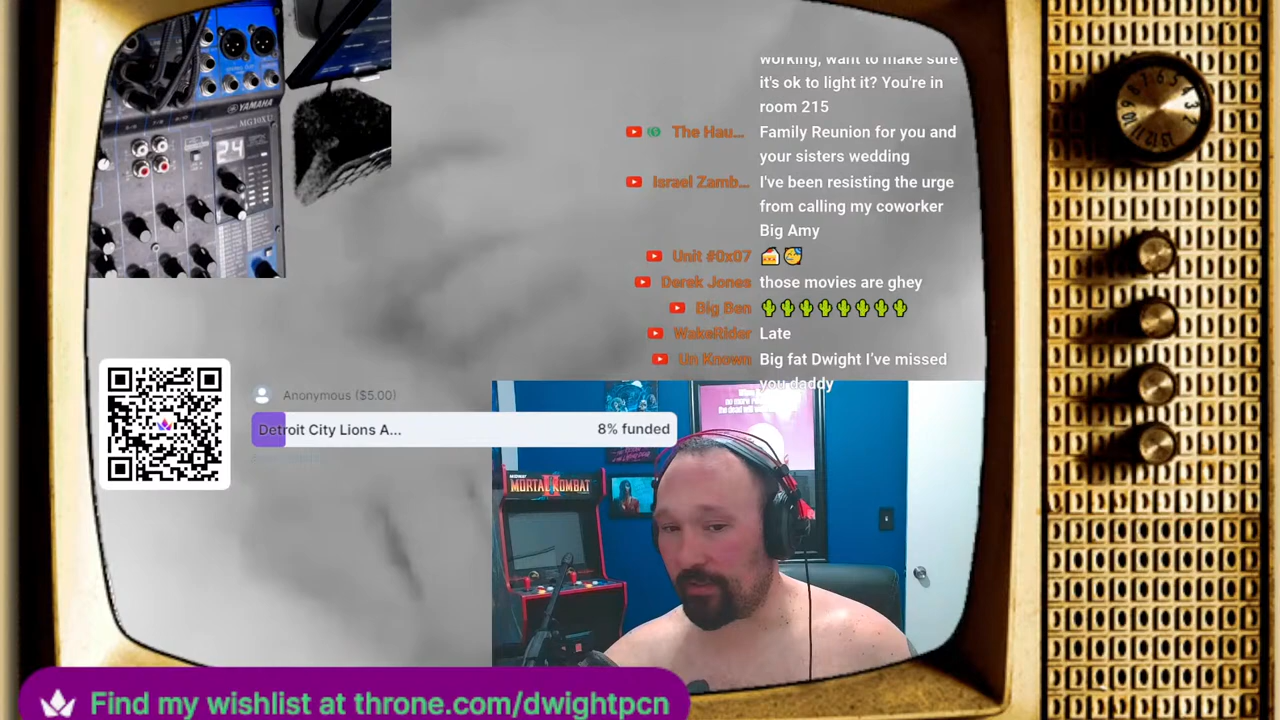 working, want to make sure
it's ok to light it? You're in
room 215
The Hau... Family Reunion for you and
your sisters wedding
Israel Zamb... I've been resisting the urge
from calling my coworker
Big Amy
Unit #0x07 🍰🥳
Derek Jones those movies are ghey
Big Ben 🌵🌵🌵🌵🌵🌵🌵🌵
WakeRider Late
Un Known Big fat Dwight I’ve missed
you daddy
YAMAHA
MG10XU
24
Anonymous ($5.00)
Detroit City Lions A... 8% funded
MORTAL KOMBAT II
Find my wishlist at throne.com/dwightpcn